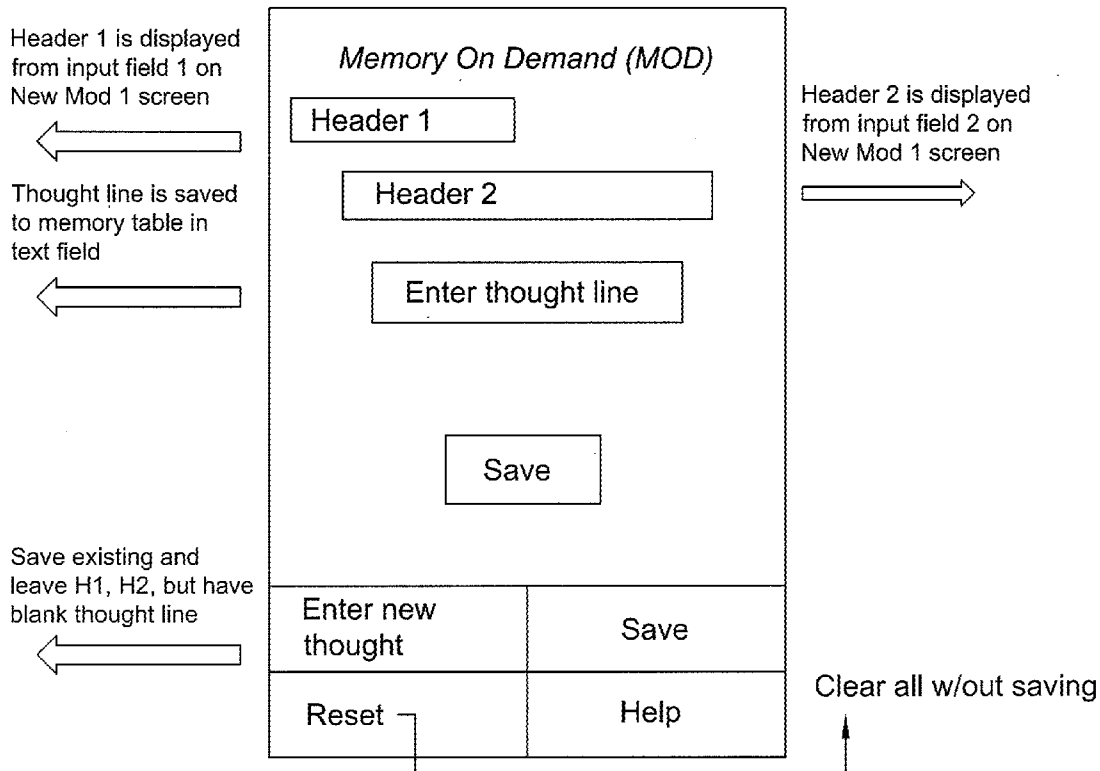 Header 1 is displayed
from input field 1 on
New Mod 1 screen
Thought line is saved
to memory table in
text field
Save existing and
leave H1, H2, but have
blank thought line
Memory On Demand (MOD)
Header 1
Header 2
Enter thought line
Save
Enter new
thought
Save
Reset
Help
Header 2 is displayed
from input field 2 on
New Mod 1 screen
Clear all w/out saving